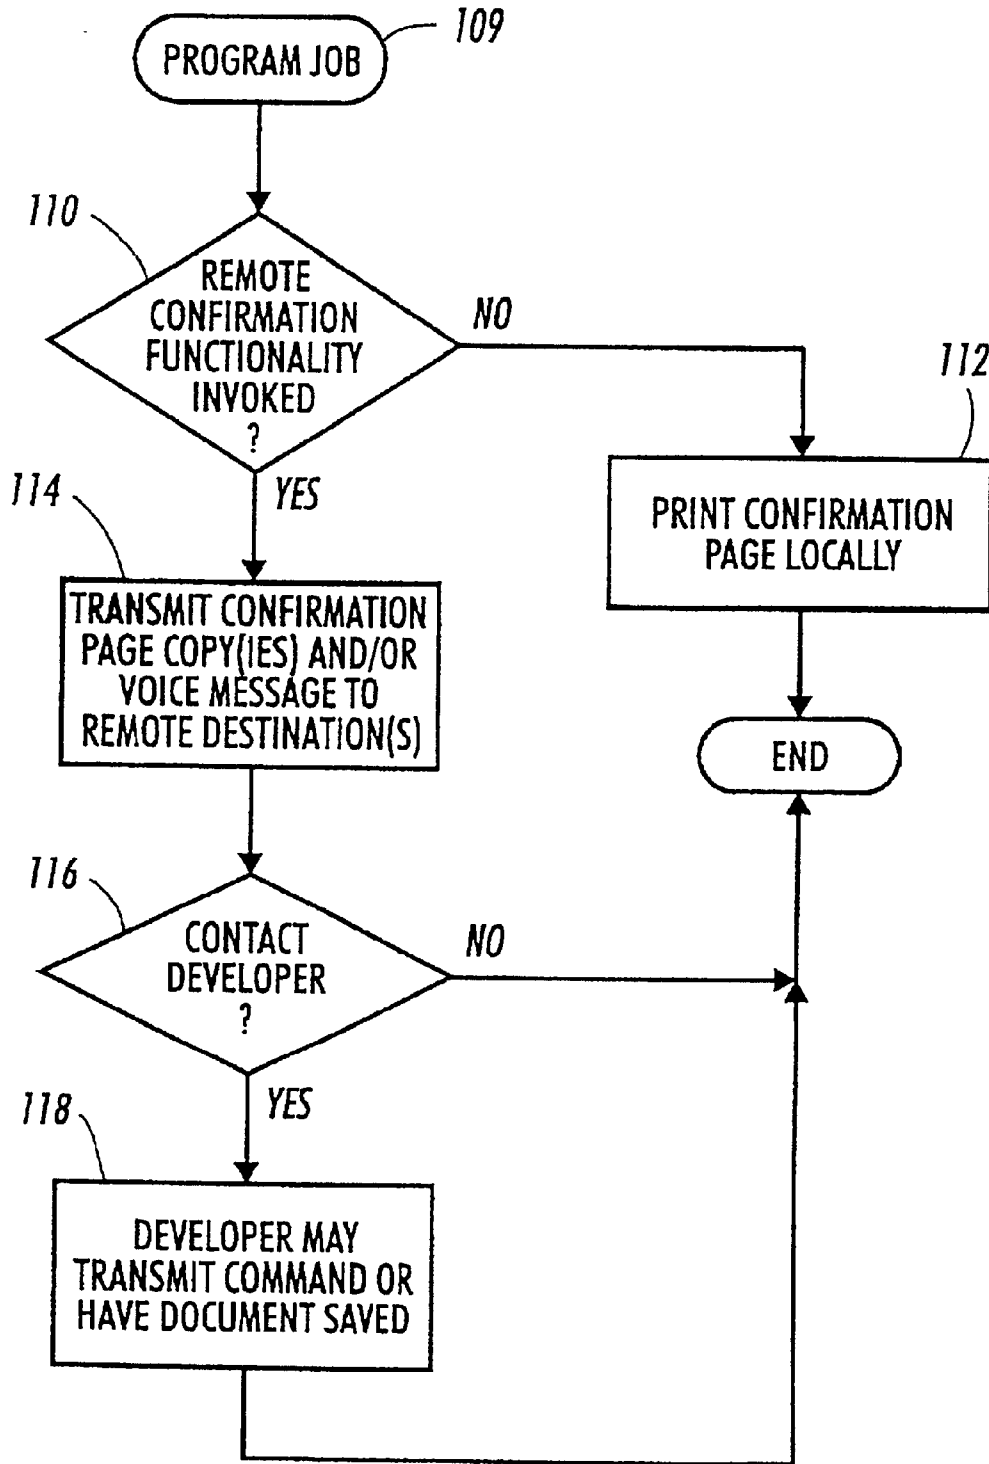 109
PROGRAM JOB
110
REMOTE
CONFIRMATION
FUNCTIONALITY
INVOKED
?
NO
112
YES
PRINT CONFIRMATION
PAGE LOCALLY
114
TRANSMIT CONFIRMATION
PAGE COPY(IES) AND/OR
VOICE MESSAGE TO
REMOTE DESTINATION(S)
END
116
CONTACT
DEVELOPER
?
NO
YES
118
DEVELOPER MAY
TRANSMIT COMMAND OR
HAVE DOCUMENT SAVED